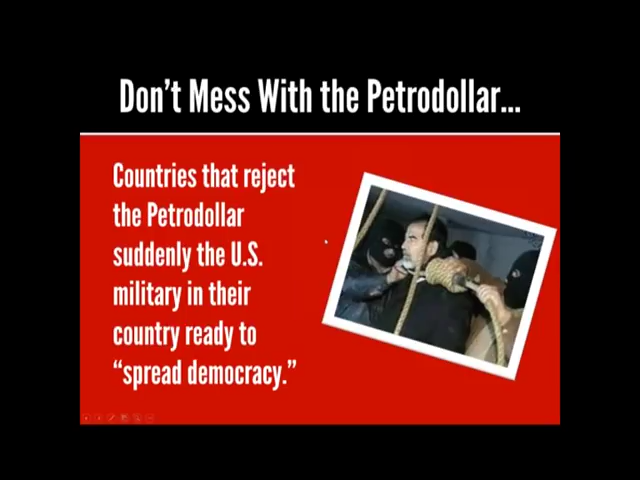 Don't Mess With the Petrodollar...
Countries that reject
the Petrodollar
suddenly the U.S.
military in their
country ready to
“spread democracy.”